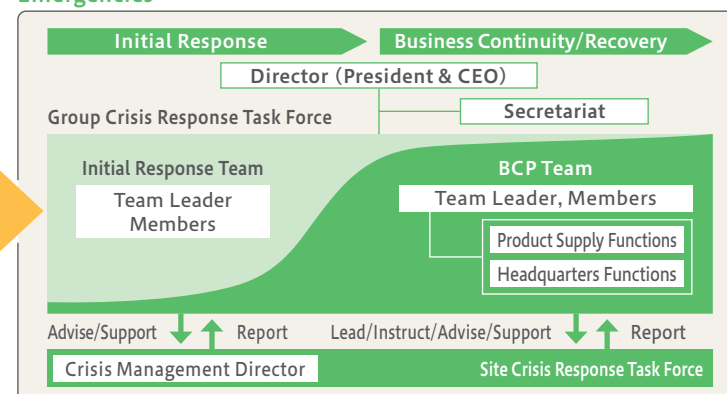 Emergencies
Initial Response
Business Continuity/Recovery
Director (President & CEO)
Secretariat
Group Crisis Response Task Force
Initial Response Team
Team Leader
Members
BCP Team
Team Leader, Members
Product Supply Functions
Headquarters Functions
Advise/Support
Report
Lead/Instruct/Advise/Support
Report
Crisis Management Director
Site Crisis Response Task Force